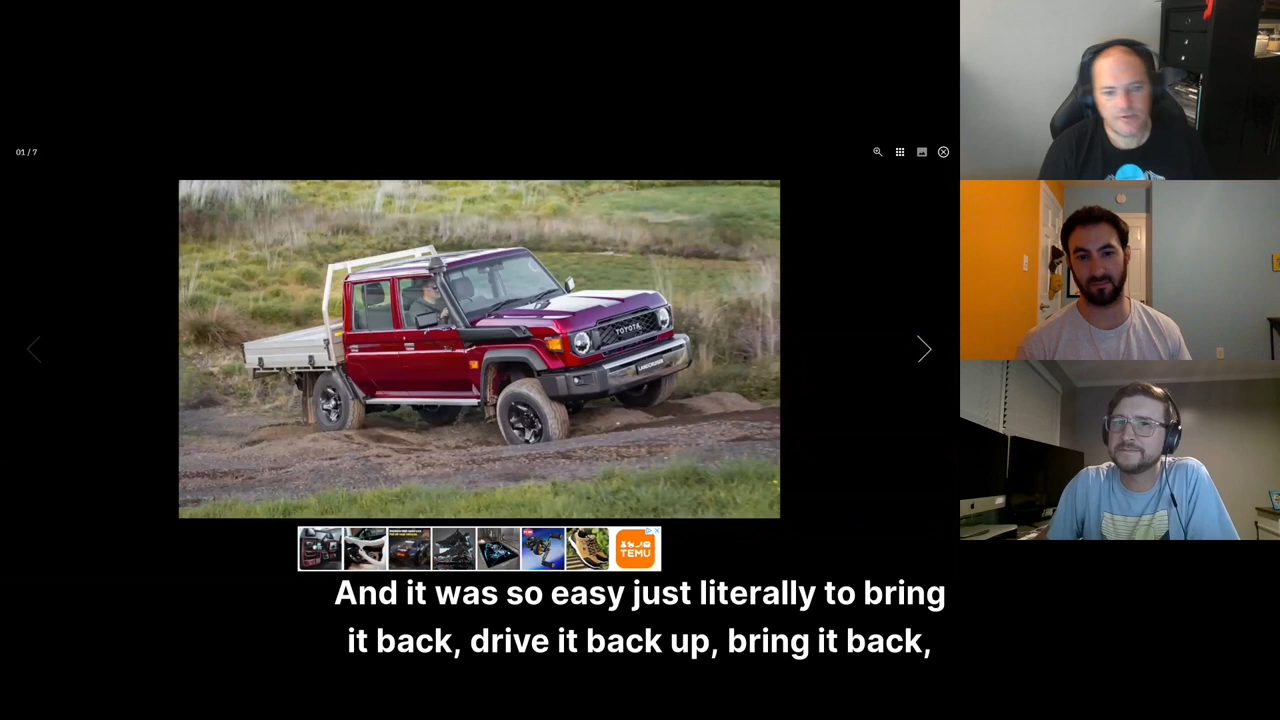 01 / 7
TOYOTA
LANDCRUISER
TEMU
And it was so easy just literally to bring
it back, drive it back up, bring it back,